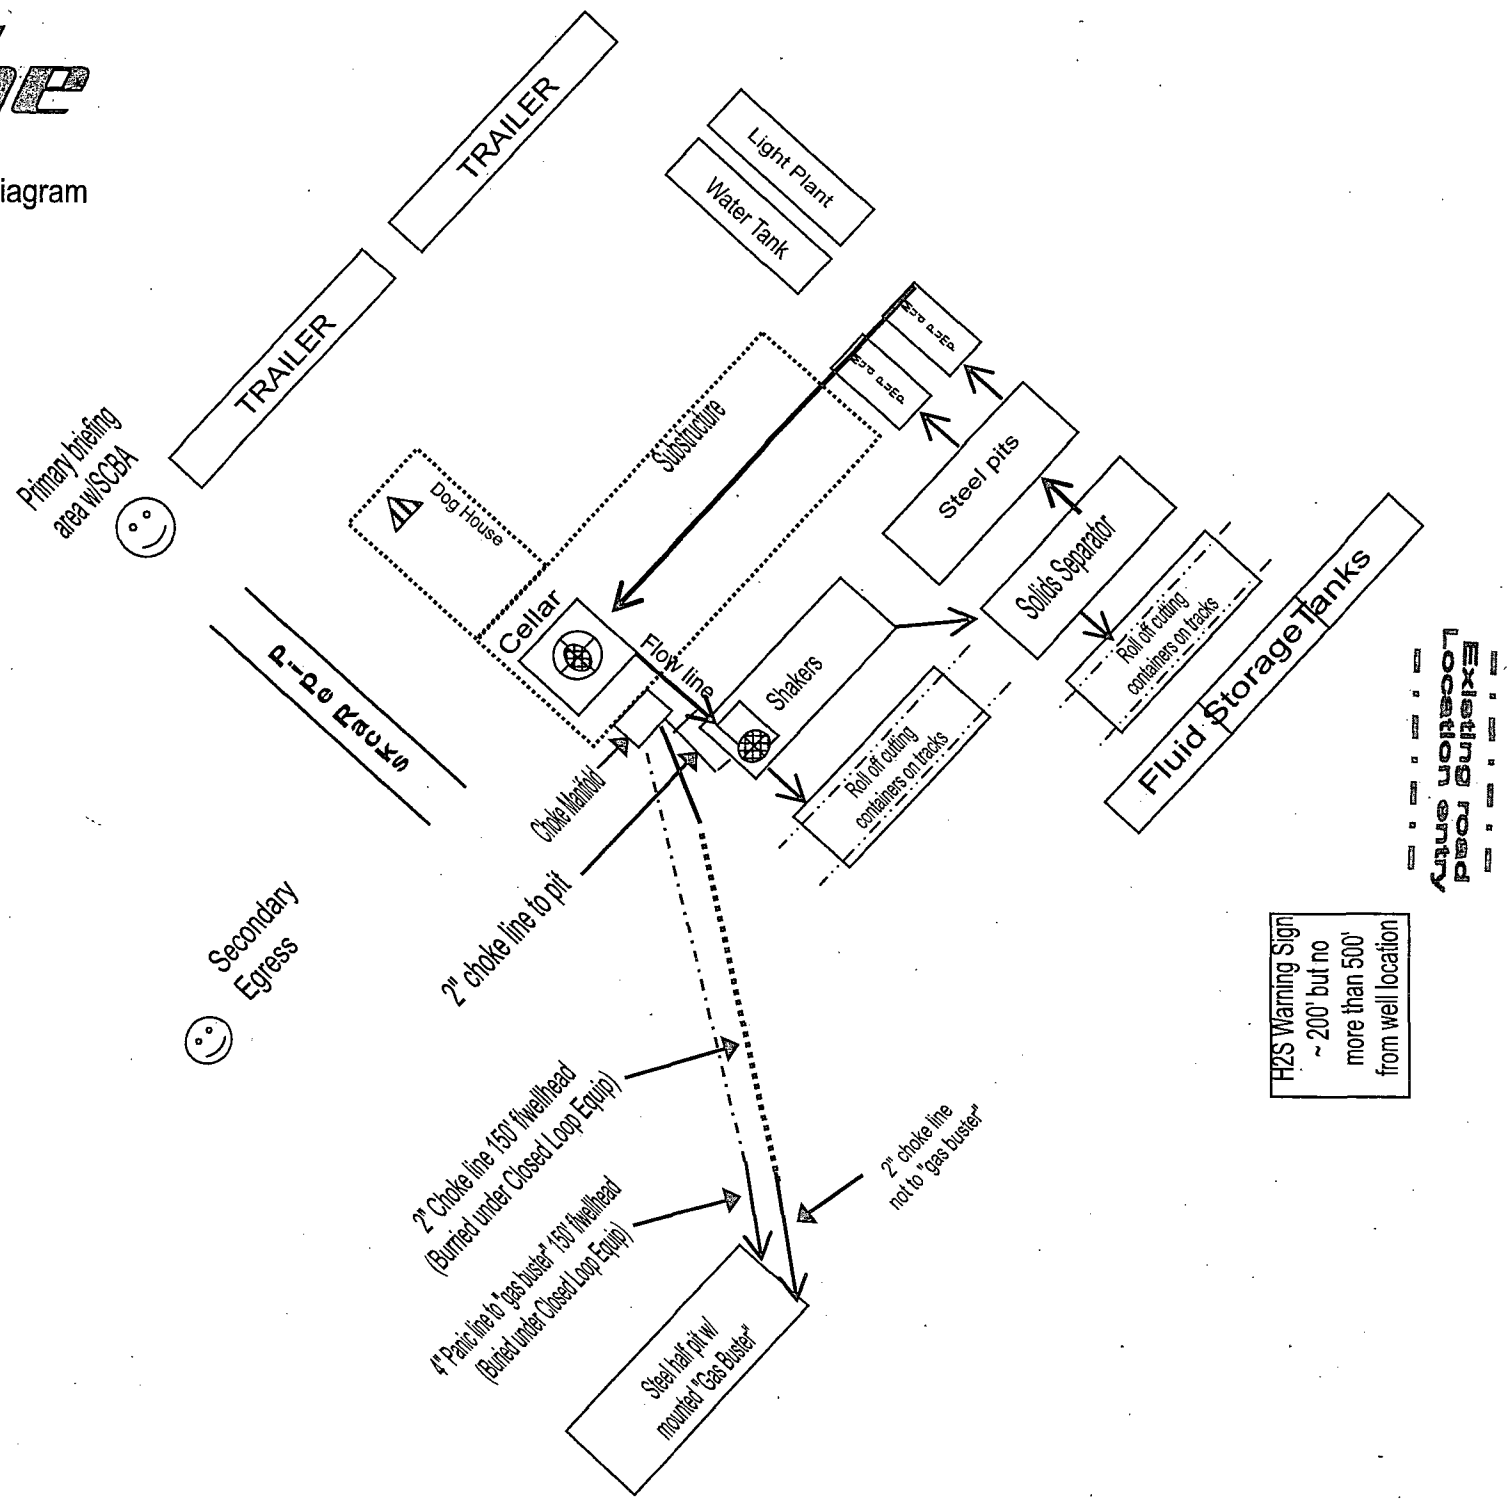 iagram
TRAILER
TRAILER
Light Plant
Water Tank
Mud PuEp
Mud PuEp
Primary briefing
area w/SCBA
Dog House
Substructure
Steel pits
Solids Separator
Cellar
Flow line
Shakers
Pipe Racks
Choke Manifold
Roll off cutting
containers on tracks
Roll off cutting
containers on tracks
Fluid Storage Tanks
Existing road
Location entry
2" choke line to pit
Secondary
Egress
H2S Warning Sign
~ 200' but no
more than 500'
from well location
2" Choke line 150' f/wellhead
(Burried under Closed Loop Equip)
4" Panic line to "gas buster" 150' f/wellhead
(Buried under Closed Loop Equip)
2" choke line
not to "gas buster"
Steel half pit w/
mounted "Gas Buster"